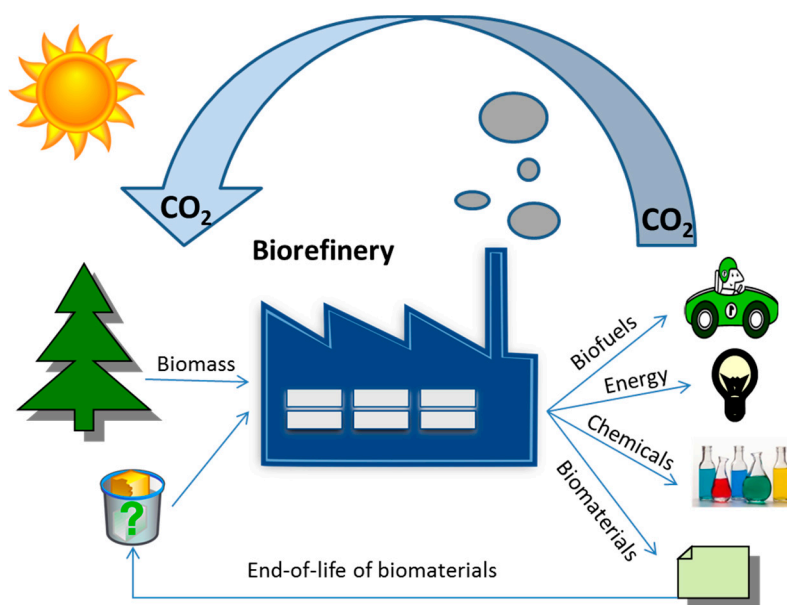 CO₂
CO₂
Biorefinery
Biomass
Biofuels
Energy
Chemicals
Biomaterials
?
End-of-life of biomaterials